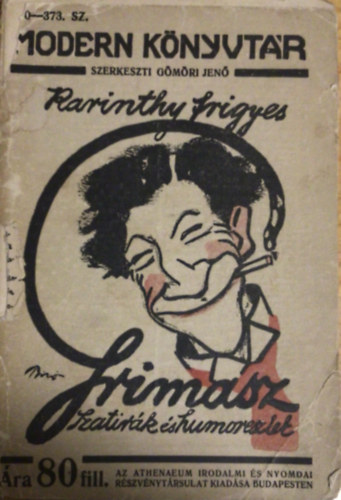 0—373. SZ.
MODERN KÖNYVTÁR
SZERKESZTI GÖMÖRI JENŐ
Karinthy Frigyes
Grimasz
Szatirák és humoreszkek
Ára 80 fill.
AZ ATHENAEUM IRODALMI ÉS NYOMDAI
RÉSZVÉNYTÁRSULAT KIADÁSA BUDAPESTEN